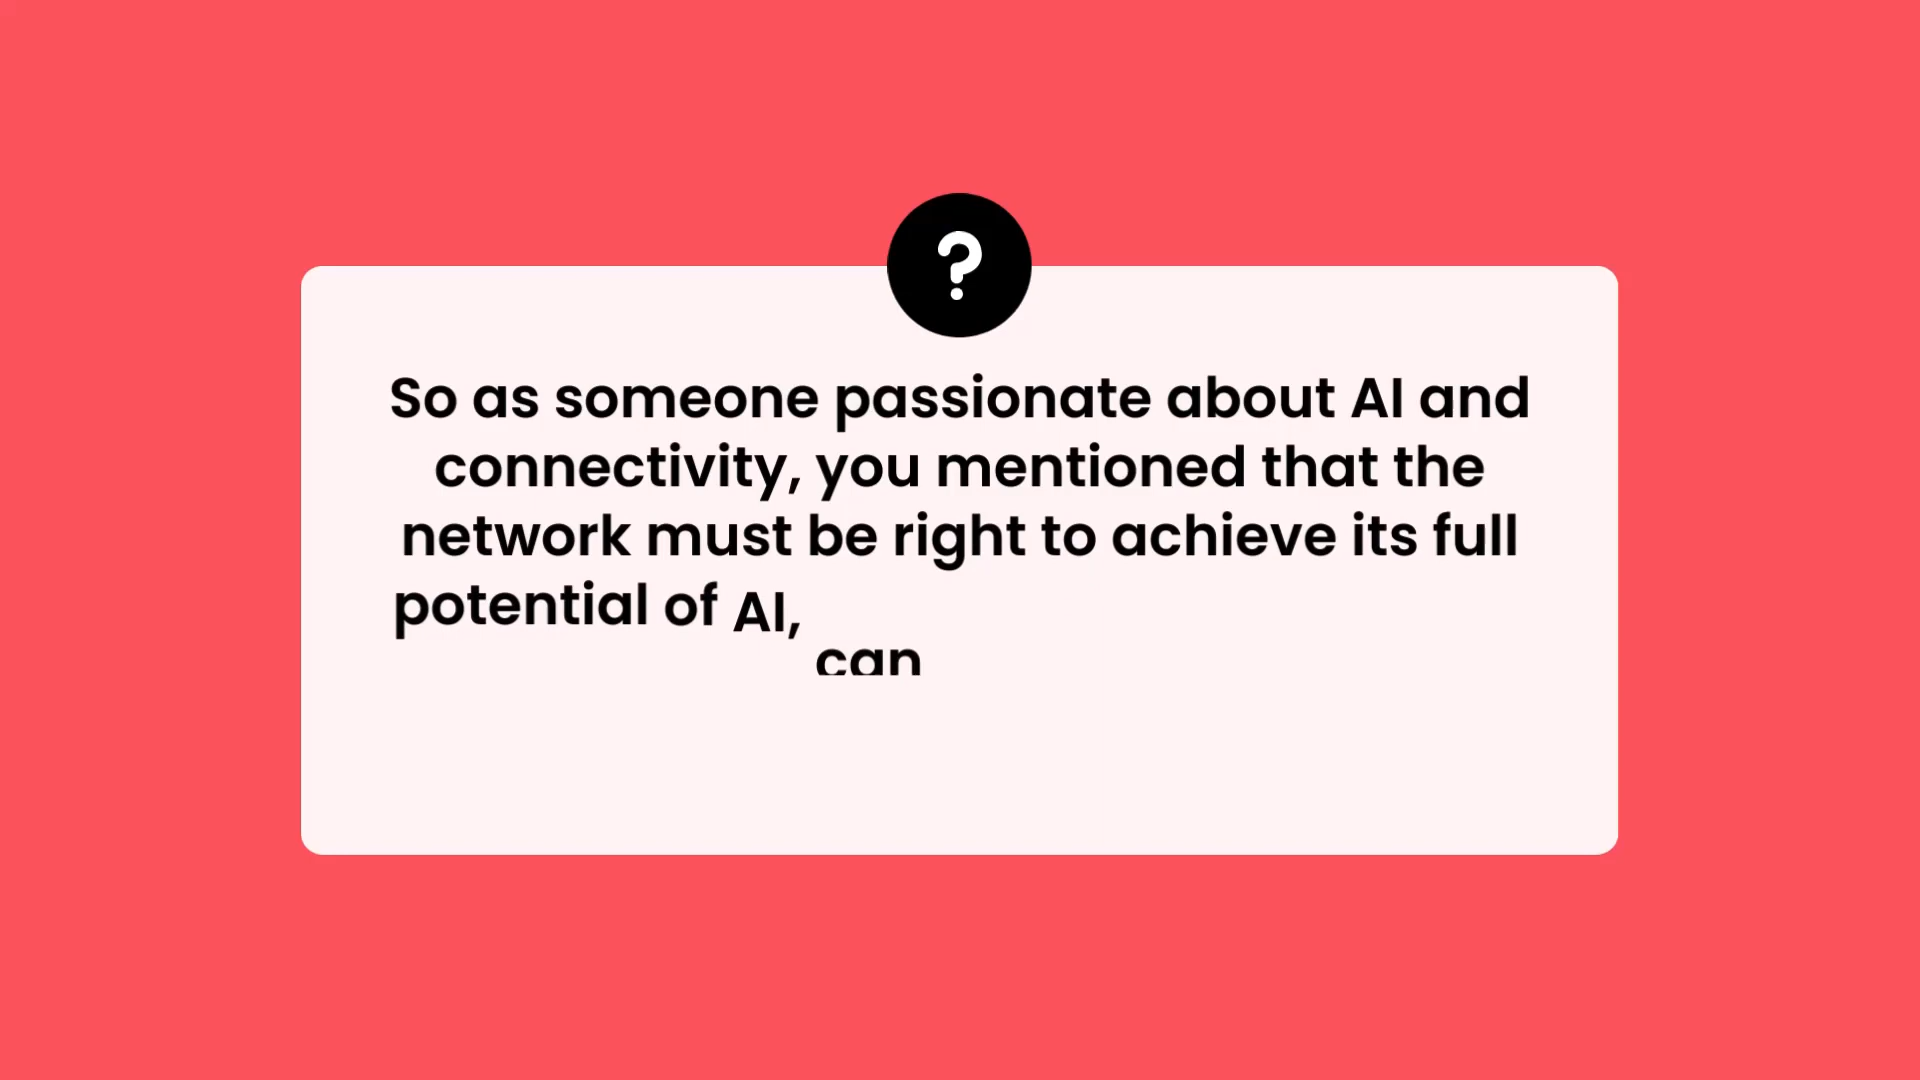 ?
So as someone passionate about AI and
connectivity, you mentioned that the
network must be right to achieve its full
potential of AI,
can